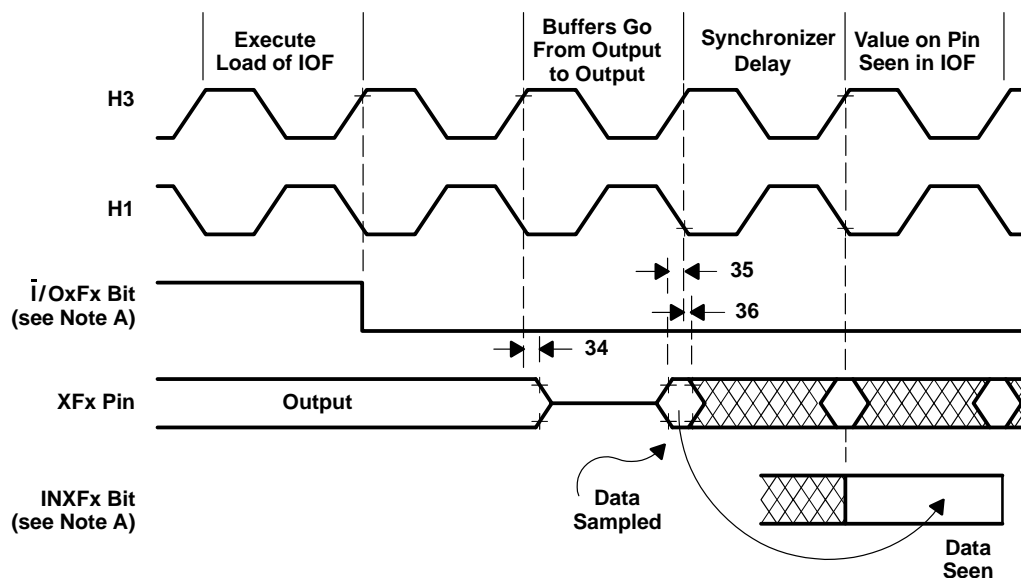 Execute
Load of IOF
Buffers Go
From Output
to Output
Synchronizer
Delay
Value on Pin
Seen in IOF
H3
H1
Ī/OxFx Bit
(see Note A)
35
36
34
XFx Pin
Output
INXFx Bit
(see Note A)
Data
Sampled
Data
Seen